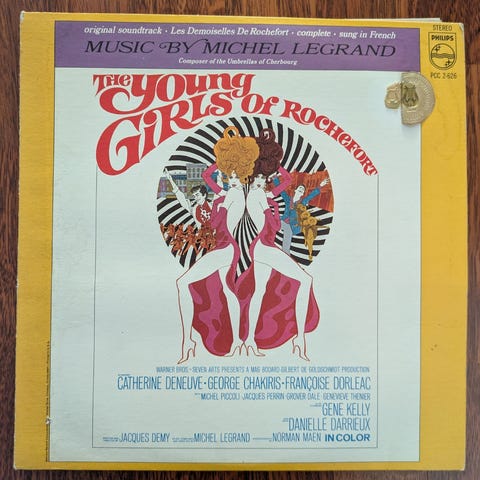 original soundtrack · Les Demoiselles De Rochefort · complete · sung in French
MUSIC BY MICHEL LEGRAND
Composer of the Umbrellas of Cherbourg
STEREO
PHILIPS
PCC 2-626
THE YOUNG
GIRLS OF ROCHEFORT
WARNER BROS. - SEVEN ARTS PRESENTS A MAG BODARD-GILBERT DE GOLDSCHMIDT PRODUCTION
CATHERINE DENEUVE · GEORGE CHAKIRIS · FRANÇOISE DORLEAC
MICHEL PICCOLI JACQUES PERRIN GROVER DALE GENEVIEVE THENIER
GENE KELLY
DANIELLE DARRIEUX
JACQUES DEMY MICHEL LEGRAND NORMAN MAEN IN COLOR